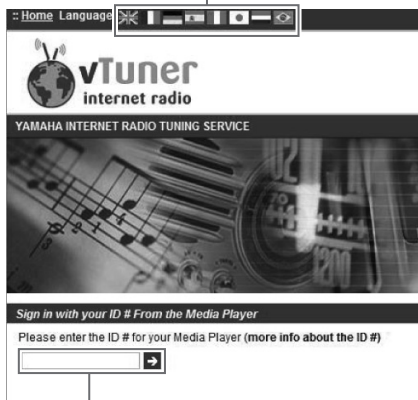 :: Home Language
vTuner
internet radio
YAMAHA INTERNET RADIO TUNING SERVICE
Sign in with your ID # From the Media Player
Please enter the ID # for your Media Player (more info about the ID #)